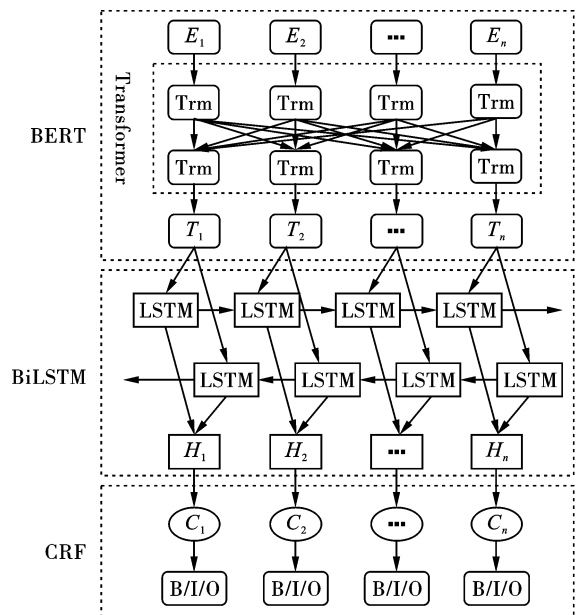 E1 E2 ... En
Transformer
Trm Trm Trm Trm
BERT
Trm Trm Trm Trm
T1 T2 ... Tn
LSTM LSTM LSTM LSTM
BiLSTM
LSTM LSTM LSTM LSTM
H1 H2 ... Hn
C1 C2 ... Cn
CRF
B/I/O B/I/O B/I/O B/I/O